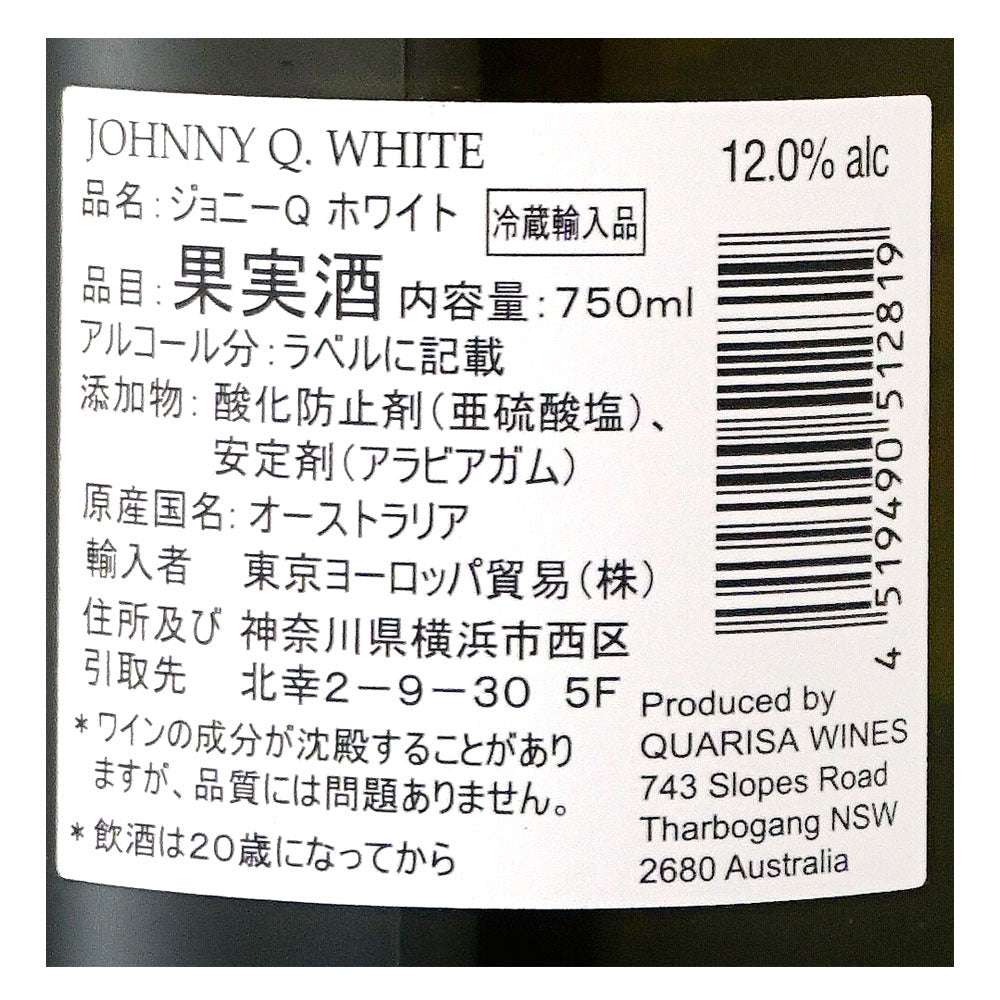 JOHNNY Q. WHITE
12.0% alc
品名:ジョニーQ ホワイト
冷蔵輸入品
品目:果実酒 内容量:750ml
アルコール分:ラベルに記載
添加物:酸化防止剤(亜硫酸塩)、
安定剤(アラビアガム)
原産国名:オーストラリア
輸入者 東京ヨーロッパ貿易(株)
住所及び 神奈川県横浜市西区
引取先 北幸2-9-30 5F
*ワインの成分が沈殿することがあり
ますが、品質には問題ありません。
*飲酒は20歳になってから
4 519490 512819
Produced by
QUARISA WINES
743 Slopes Road
Tharbogang NSW
2680 Australia